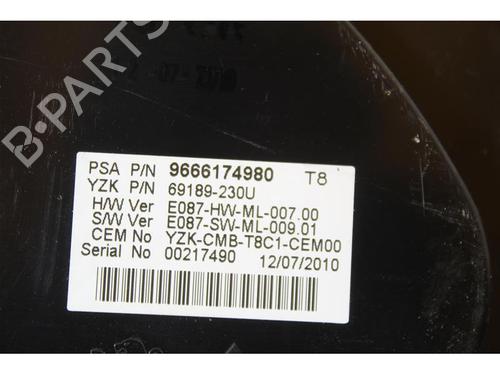 B-PARTS
PSA P/N 9666174980 T8
YZK P/N 69189-230U
H/W Ver E087-HW-ML-007.00
S/W Ver E087-SW-ML-009.01
CEM No YZK-CMB-T8C1-CEM00
Serial No 00217490 12/07/2010